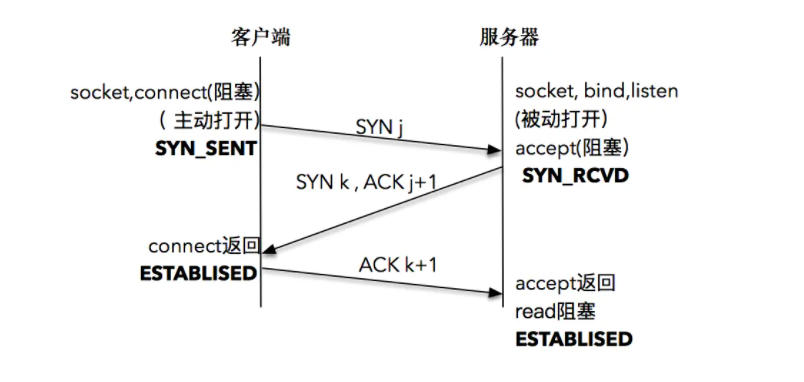 客户端
服务器
socket,connect(阻塞)
( 主动打开)
SYN_SENT
socket, bind,listen
(被动打开)
accept(阻塞)
SYN_RCVD
SYN j
SYN k , ACK j+1
connect返回
ESTABLISED
ACK k+1
accept返回
read阻塞
ESTABLISED